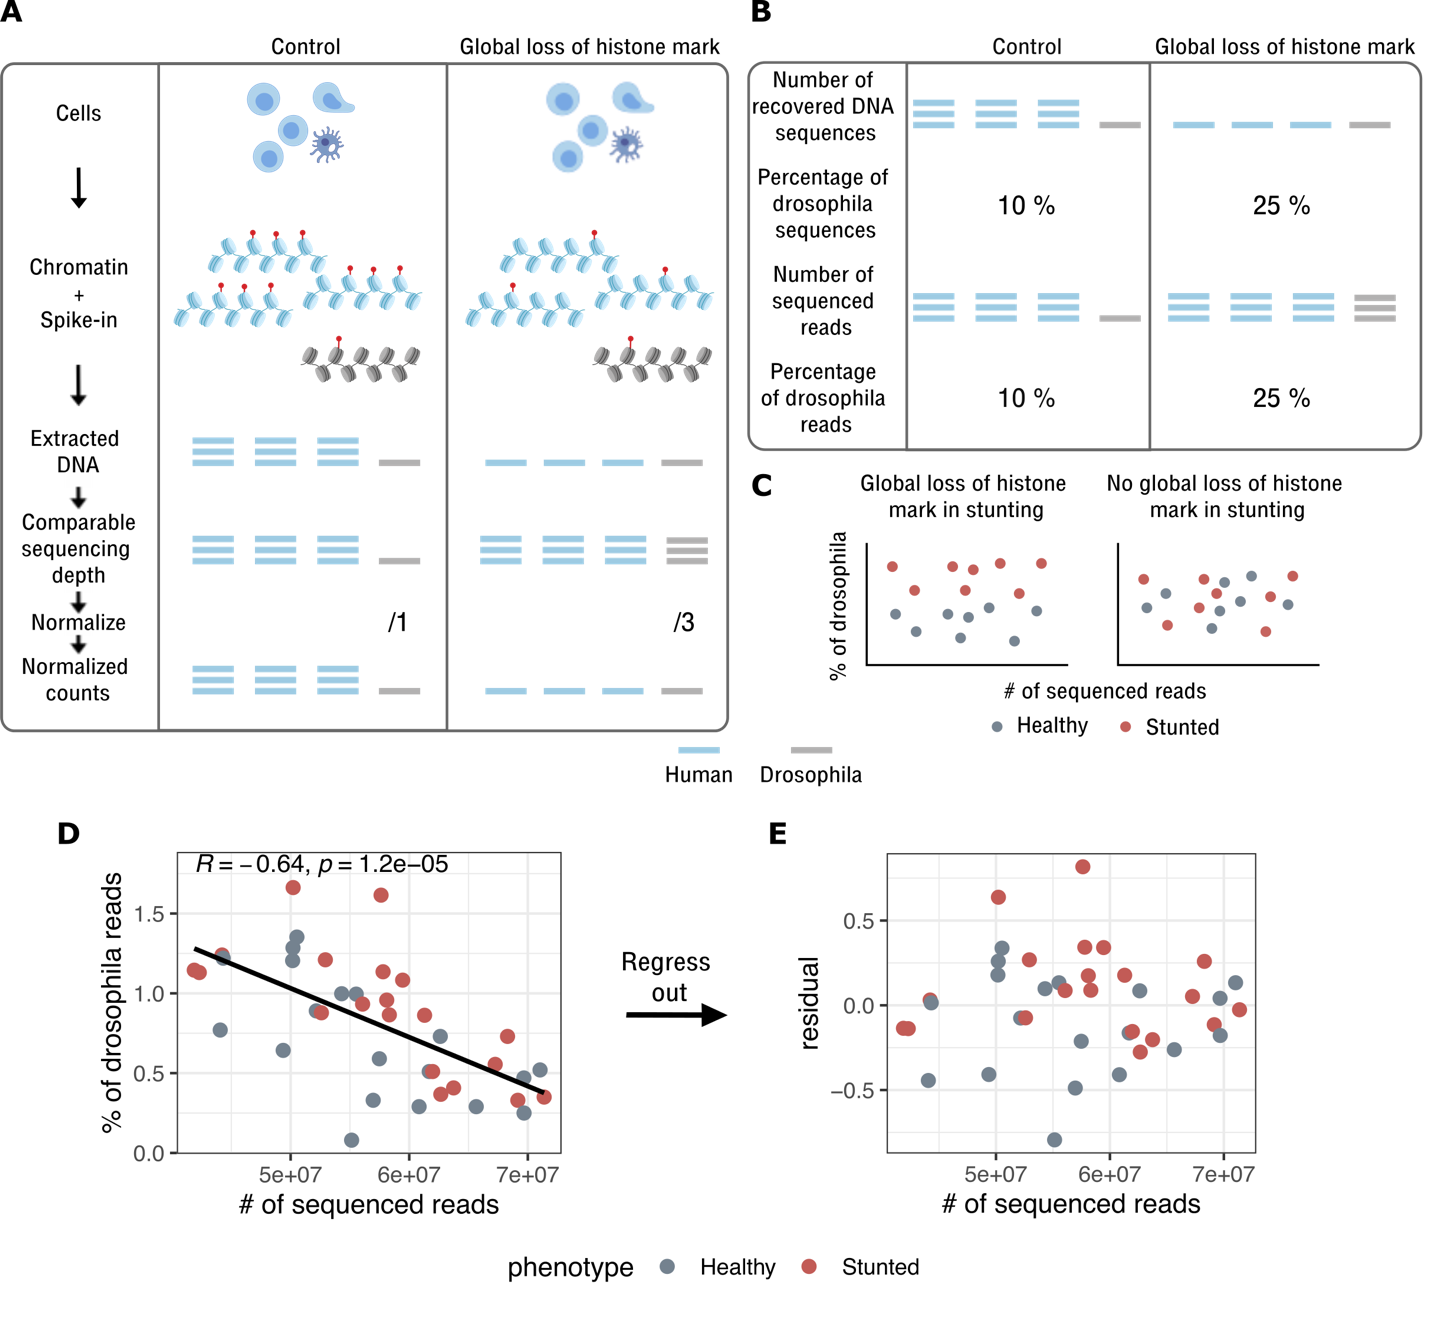 A
Control
Global loss of histone mark
Cells
Chromatin
+
Spike-in
Extracted
DNA
Comparable
sequencing
depth
Normalize
/1
/3
Normalized
counts
B
Control
Global loss of histone mark
Number of
recovered DNA
sequences
Percentage of
drosophila
sequences
10 %
25 %
Number of
sequenced
reads
Percentage
of drosophila
reads
10 %
25 %
C
Global loss of histone
mark in stunting
No global loss of histone
mark in stunting
% of drosophila
# of sequenced reads
Healthy
Stunted
Human
Drosophila
D
R = −0.64, p = 1.2e−05
% of drosophila reads
1.5
1.0
0.5
0.0
5e+07
6e+07
7e+07
# of sequenced reads
Regress
out
E
residual
0.5
0.0
−0.5
5e+07
6e+07
7e+07
# of sequenced reads
phenotype
Healthy
Stunted